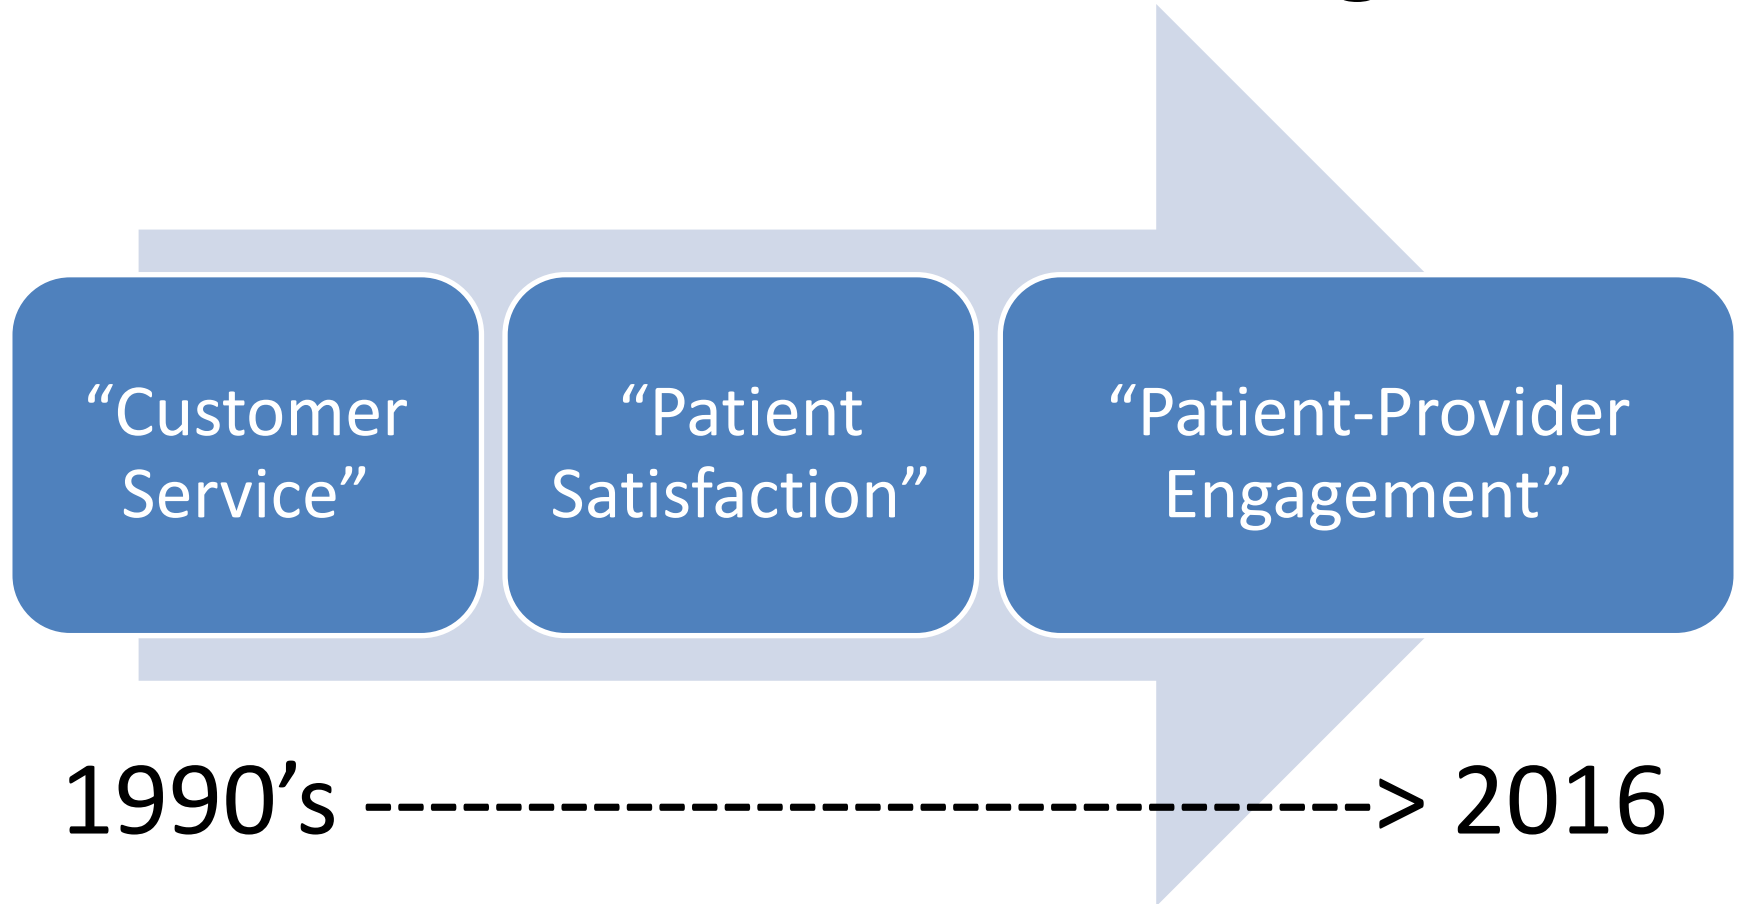 “Customer
Service”
“Patient
Satisfaction”
“Patient-Provider
Engagement”
1990’s --------------------------> 2016